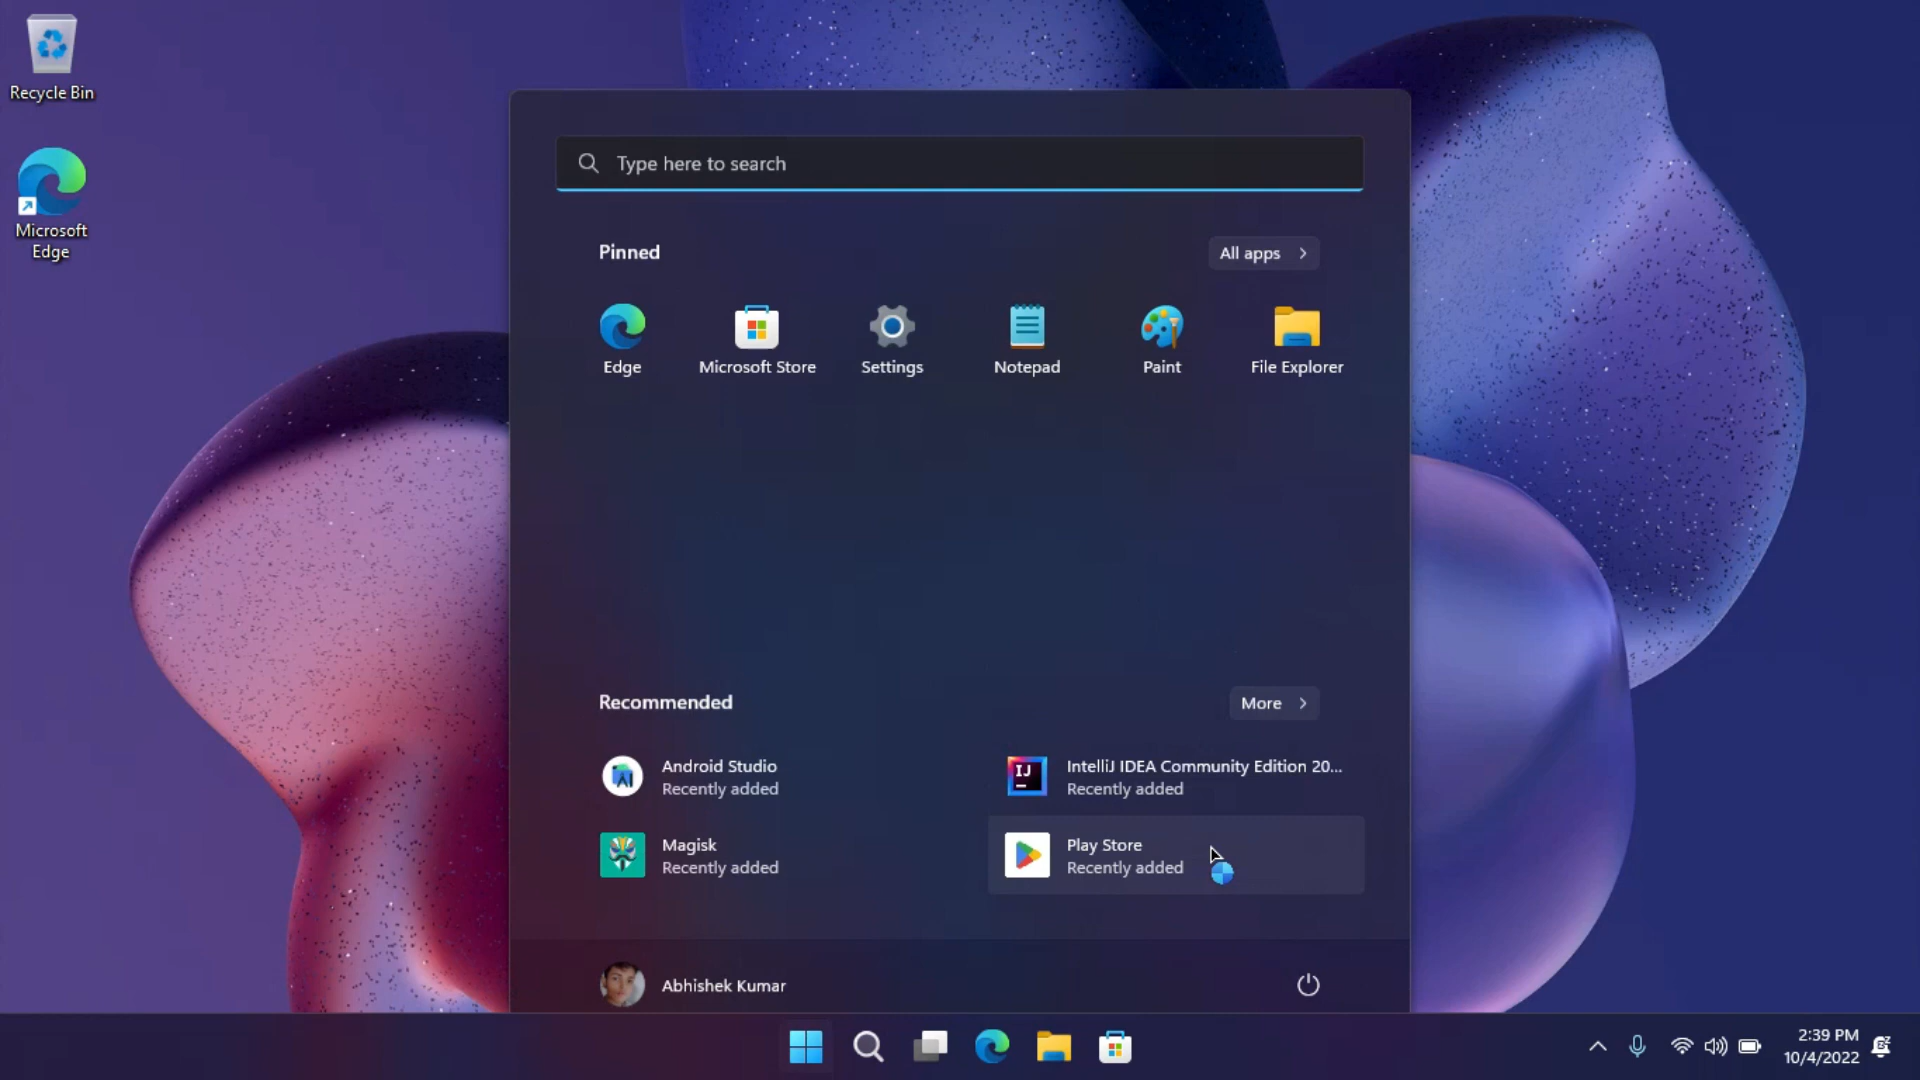 Recycle Bin
Microsoft
Edge
Type here to search
Pinned
All apps
Edge
Microsoft Store
Settings
Notepad
Paint
File Explorer
Recommended
More
Android Studio
Recently added
IntelliJ IDEA Community Edition 20...
Recently added
Magisk
Recently added
Play Store
Recently added
Abhishek Kumar
2:39 PM
10/4/2022